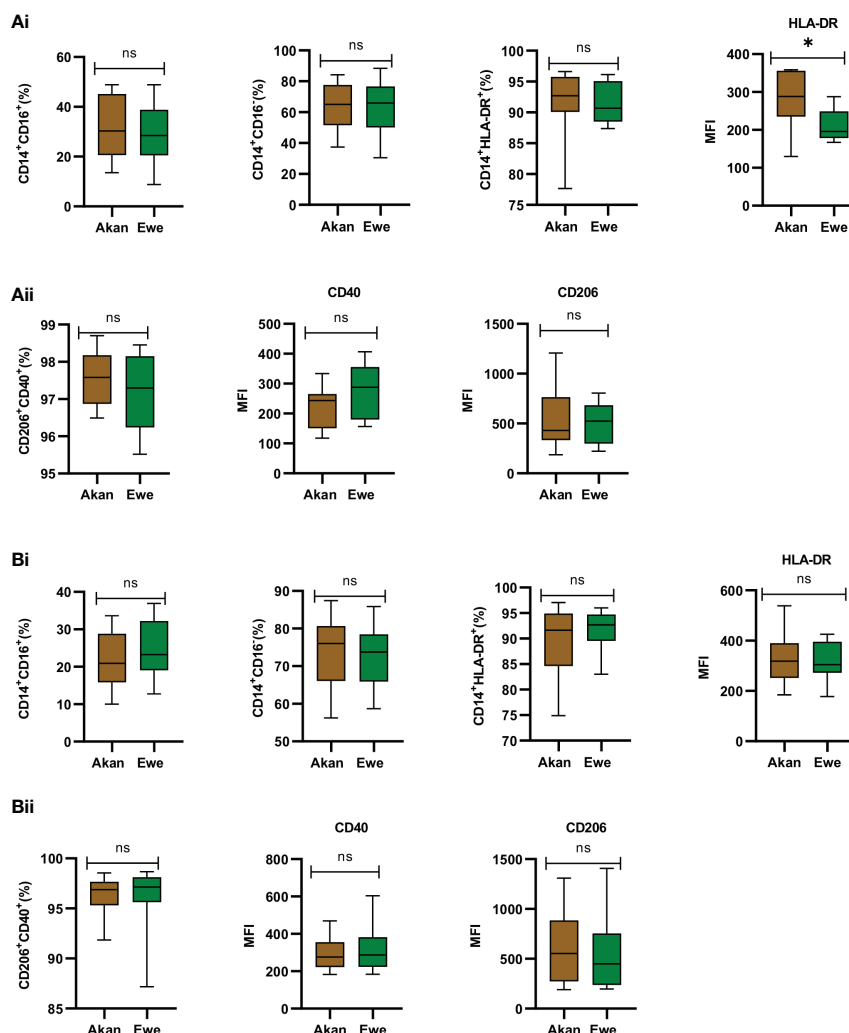 Ai
ns
CD14+CD16+(%)
60
40
20
0
Akan Ewe
ns
CD14+CD16-(%)
100
80
60
40
20
0
Akan Ewe
ns
CD14+HLA-DR+(%)
100
95
90
85
80
75
Akan Ewe
HLA-DR
*
MFI
400
300
200
100
0
Akan Ewe
Aii
ns
CD206+CD40+(%)
99
98
97
96
95
Akan Ewe
CD40
ns
MFI
500
400
300
200
100
0
Akan Ewe
CD206
ns
MFI
1500
1000
500
0
Akan Ewe
Bi
ns
CD14+CD16+(%)
40
30
20
10
0
Akan Ewe
ns
CD14+CD16-(%)
90
80
70
60
50
Akan Ewe
ns
CD14+HLA-DR+(%)
100
95
90
85
80
75
70
Akan Ewe
HLA-DR
ns
MFI
600
400
200
0
Akan Ewe
Bii
ns
CD206+CD40+(%)
100
95
90
85
Akan Ewe
CD40
ns
MFI
800
600
400
200
0
Akan Ewe
CD206
ns
MFI
1500
1000
500
0
Akan Ewe